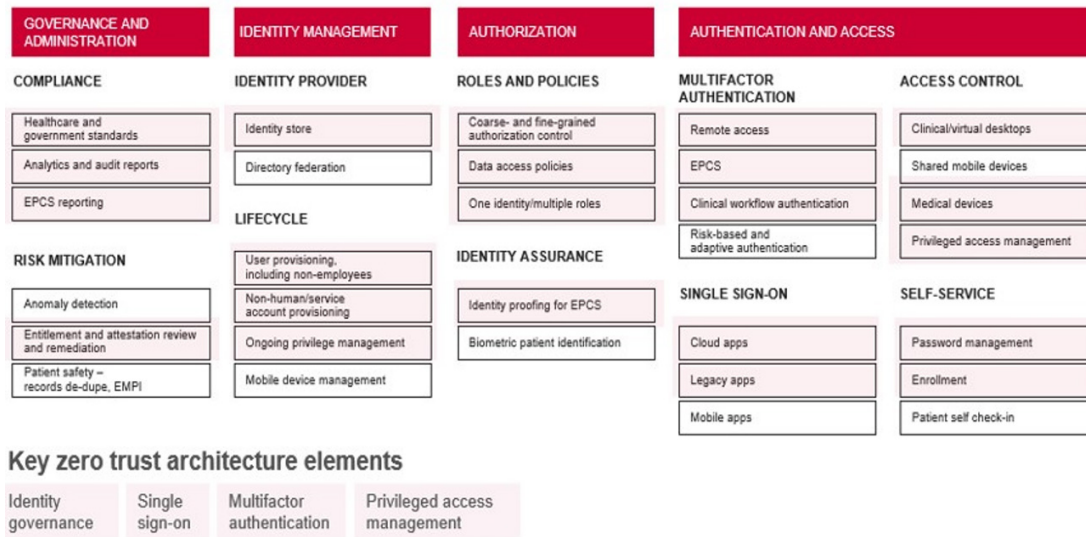 GOVERNANCE AND
ADMINISTRATION
COMPLIANCE
Healthcare and
government standards
Analytics and audit reports
EPCS reporting
RISK MITIGATION
Anomaly detection
Entitlement and attestation review
and remediation
Patient safety –
records de-dupe, EMPI
IDENTITY MANAGEMENT
IDENTITY PROVIDER
Identity store
Directory federation
LIFECYCLE
User provisioning,
including non-employees
Non-human/service
account provisioning
Ongoing privilege management
Mobile device management
AUTHORIZATION
ROLES AND POLICIES
Coarse- and fine-grained
authorization control
Data access policies
One identity/multiple roles
IDENTITY ASSURANCE
Identity proofing for EPCS
Biometric patient identification
AUTHENTICATION AND ACCESS
MULTIFACTOR
AUTHENTICATION
Remote access
EPCS
Clinical workflow authentication
Risk-based and
adaptive authentication
SINGLE SIGN-ON
Cloud apps
Legacy apps
Mobile apps
ACCESS CONTROL
Clinical/virtual desktops
Shared mobile devices
Medical devices
Privileged access management
SELF-SERVICE
Password management
Enrollment
Patient self check-in
Key zero trust architecture elements
Identity
governance
Single
sign-on
Multifactor
authentication
Privileged access
management